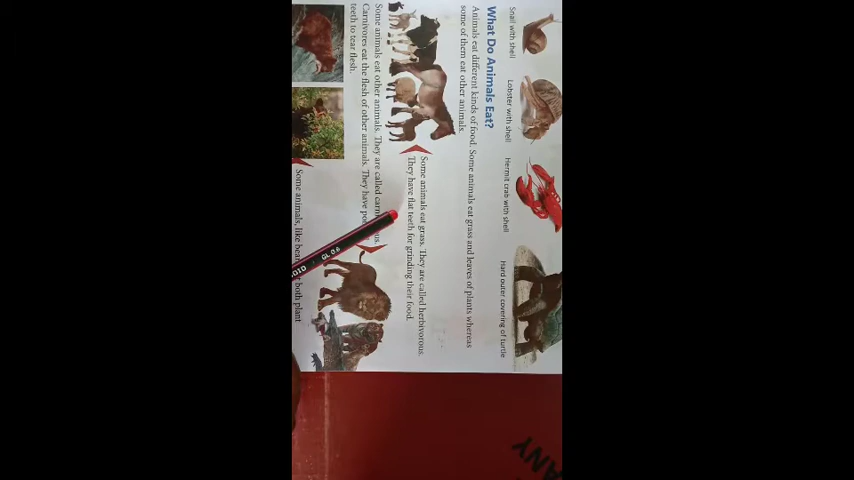 Snail with shell
Lobster with shell
Hermit crab with shell
Hard outer covering of turtle
What Do Animals Eat?
Animals eat different kinds of food. Some animals eat grass and leaves of plants whereas
some of them eat other animals.
Some animals eat grass. They are called herbivorous.
They have flat teeth for grinding their food.
Some animals eat other animals. They are called
Carnivores eat the flesh of other animals. They have
teeth to tear flesh.
Some animals, like both plant
GL 0.6